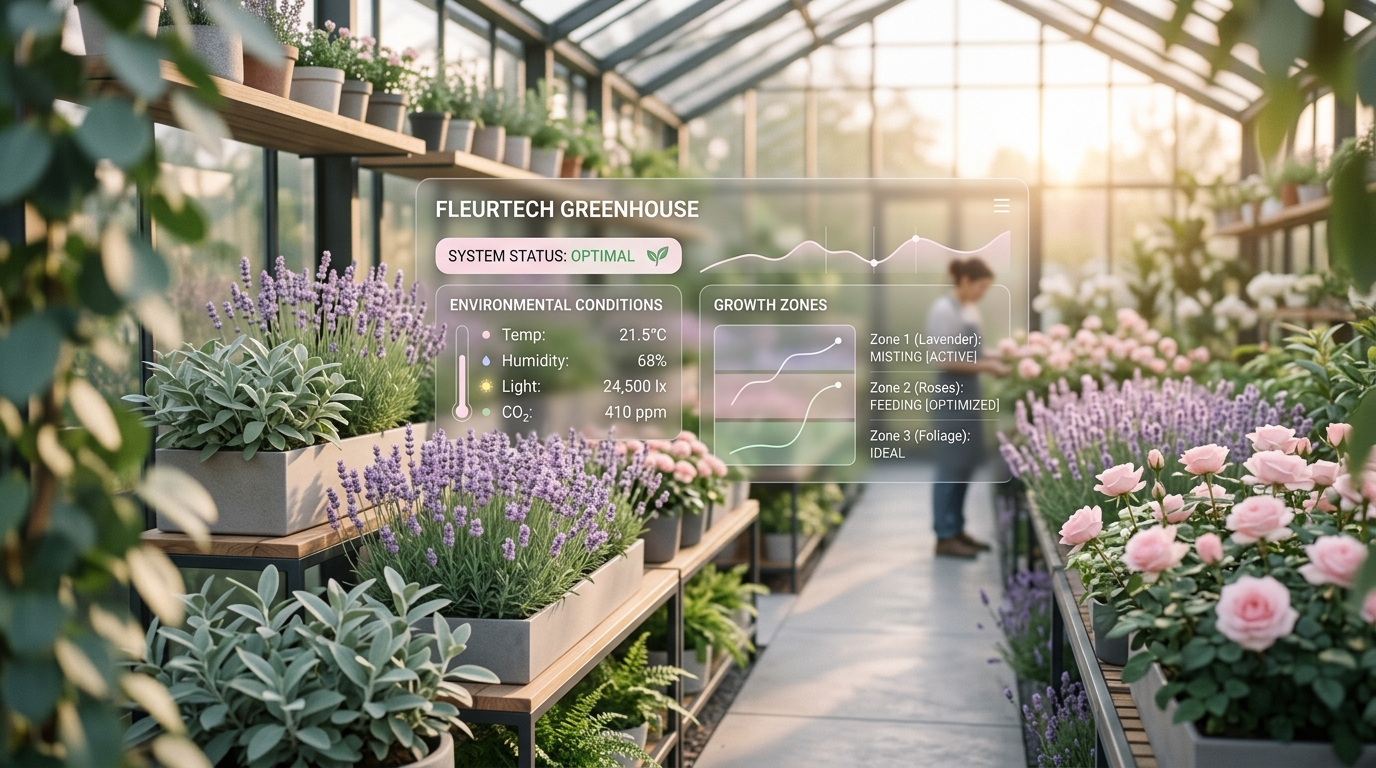 FLEURTECH GREENHOUSE
SYSTEM STATUS: OPTIMAL
ENVIRONMENTAL CONDITIONS
Temp: 21.5°C
Humidity: 68%
Light: 24,500 lx
CO₂: 410 ppm
GROWTH ZONES
Zone 1 (Lavender):
MISTING [ACTIVE]
Zone 2 (Roses):
FEEDING [OPTIMIZED]
Zone 3 (Foliage):
IDEAL